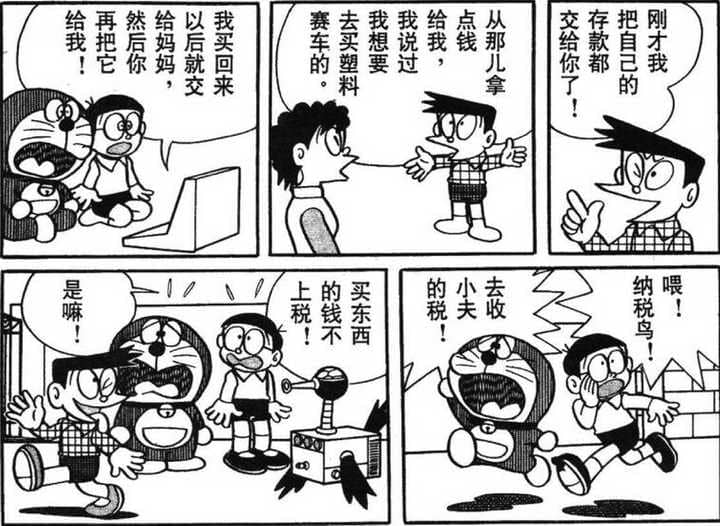 刚才我
把自己的
存款都
交给你了！
从那儿拿
点钱
给我，
我说过
我想要
去买塑料
赛车的。
我买回来
以后就交
给妈妈，
然后你
再把它
给我！
喂！
纳税鸟！
去收
小夫
的税！
买东西
的钱不
上税！
是嘛！